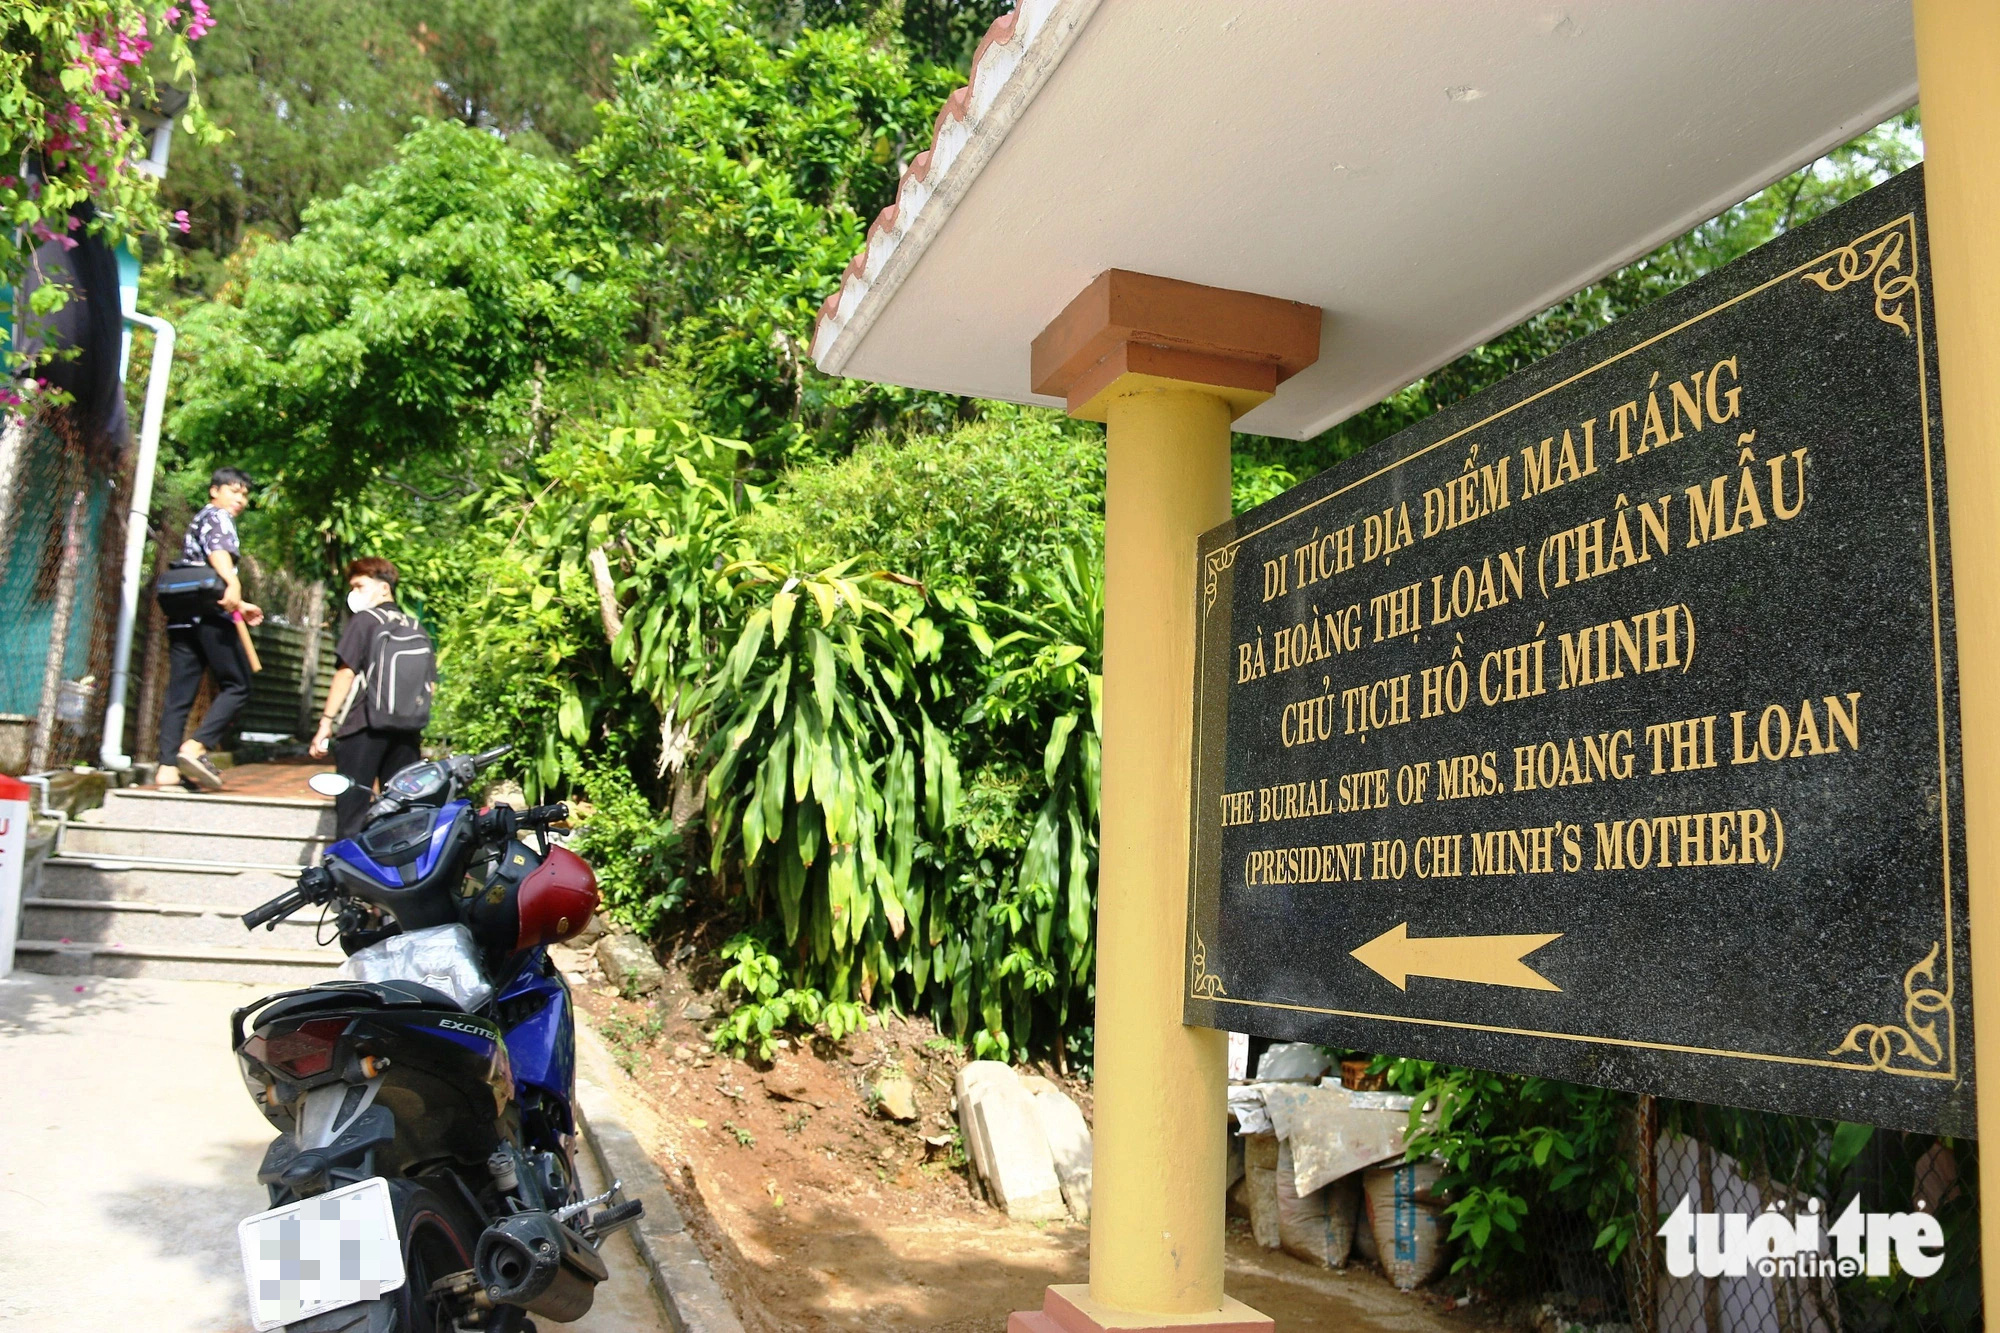 DI TÍCH ĐỊA ĐIỂM MAI TÁNG
BÀ HOÀNG THỊ LOAN (THÂN MẪU
CHỦ TỊCH HỒ CHÍ MINH)
THE BURIAL SITE OF MRS. HOANG THI LOAN
(PRESIDENT HO CHI MINH'S MOTHER)
EXCITE
tuổi trẻ
online